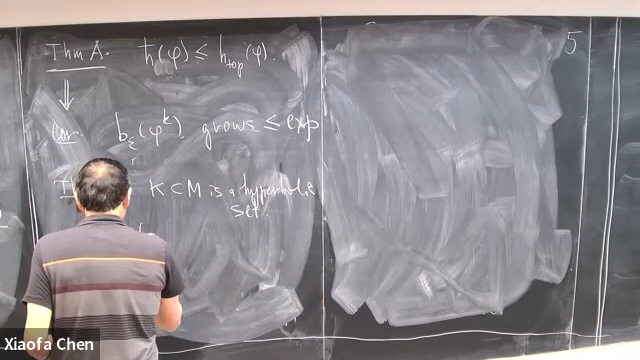 Thm A. ħ(φ) ≤ h_top(φ).
⇓
Cor b_ε(φ^k) grows ≤ exp
K ⊂ M is a hyperbolic
set.
5
Xiaofa Chen